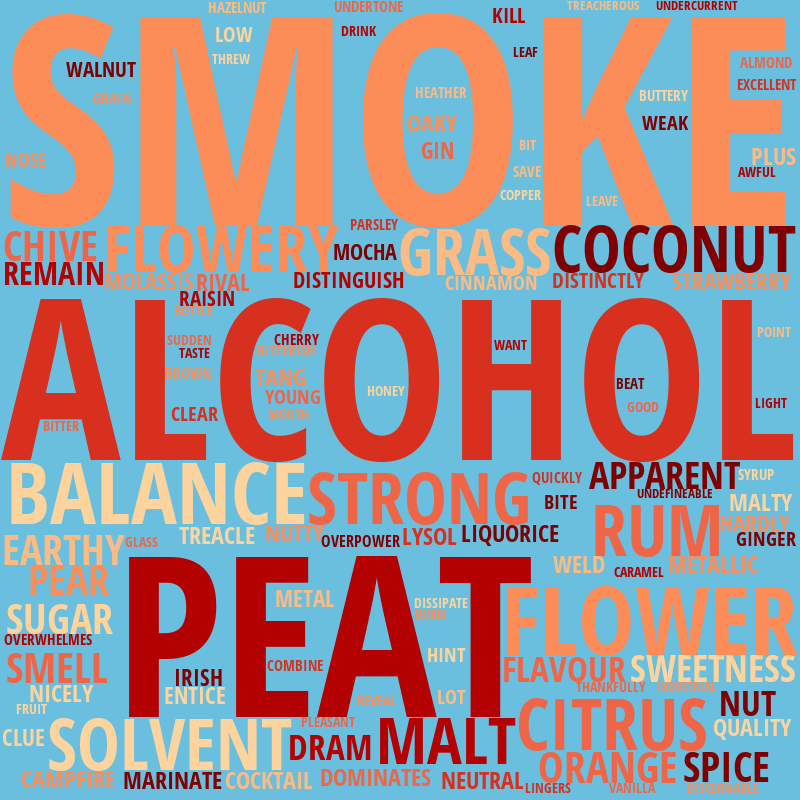 HAZELNUT
UNDERTONE
TREACHEROUS
UNDERCURRENT
KILL
LOW
DRINK
SMOKE
THREW
LEAF
WALNUT
ALMOND
EXCELLENT
GRAIN
HEATHER
BUTTERY
OAKY
WEAK
GIN
BIT
NOSE
PLUS
SAVE
AWFUL
COPPER
LEAVE
CHIVE
FLOWERY
PARSLEY
MOCHA
GRASS
COCONUT
REMAIN
MOLASSIS
RIVAL
DISTINGUISH
CINNAMON
DISTINCTLY
STRAWBERRY
RAISIN
BOTTLE
ALCOHOL
SUDDEN
CHERRY
POINT
TASTE
BITTERISH
WANT
BROWN
TANG
HONEY
BEAT
YOUNG
CLEAR
MOUTH
GOOD
LIGHT
BITTER
BALANCE
STRONG
QUICKLY
APPARENT
SYRUP
UNDEFINEABLE
BITE
MALTY
RUM
HARDLY
EARTHY
GLASS
TREACLE
NUTTY
OVERPOWER
LYSOL
LIQUORICE
GINGER
PEAR
PEAT
WELD
CARAMEL
METALLIC
SUGAR
METAL
DISSIPATE
BURN
FLOWER
OVERWHELMES
SMELL
IRISH
COMBINE
HINT
FLAVOUR
SWEETNESS
NICELY
ENTICE
REVEAL
LOT
THANKFULLY
INDUSTRIAL
FRUIT
CLUE
SOLVENT
PLEASANT
DRAM
MALT
CITRUS
NUT
QUALITY
CAMPFIRE
MARINATE
COCKTAIL
DOMINATES
NEUTRAL
ORANGE
SPICE
LINGERS
VANILLA
DISCERNABLE